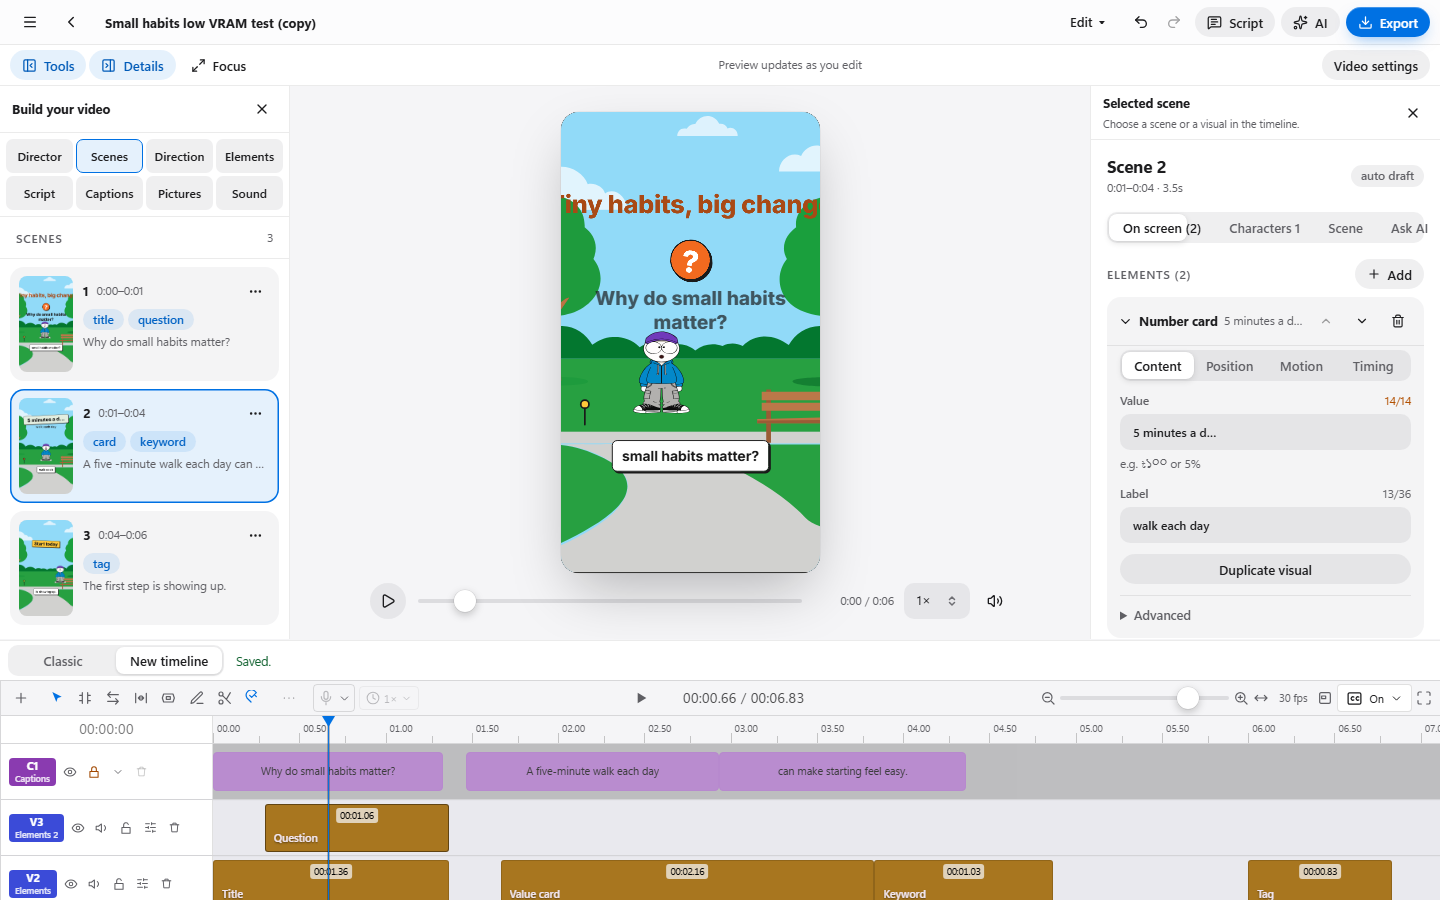 Small habits low VRAM test (copy)
Edit
Script
AI
Export
Tools
Details
Focus
Preview updates as you edit
Video settings
Build your video
Director
Scenes
Direction
Elements
Script
Captions
Pictures
Sound
SCENES
3
1 0:00–0:01
title question
Why do small habits matter?
2 0:01–0:04
card keyword
A five -minute walk each day can ...
3 0:04–0:06
tag
The first step is showing up.
iny habits, big chang
?
Why do small habits
matter?
small habits matter?
0:00 / 0:06
1×
Selected scene
Choose a scene or a visual in the timeline.
Scene 2
0:01–0:04 · 3.5s
auto draft
On screen (2)
Characters 1
Scene
Ask AI
ELEMENTS (2)
Add
Number card 5 minutes a d...
Content
Position
Motion
Timing
Value
14/14
5 minutes a d...
or 5%
Label
13/36
walk each day
Duplicate visual
Advanced
Classic
New timeline
Saved.
1×
00:00.66 / 00:06.83
30 fps
CC On
00:00:00
00.00 00.50 01.00 01.50 02.00 02.50 03.00 03.50 04.00 04.50 05.00 05.50 06.00 06.50 07.0
C1
Captions
Why do small habits matter?
A five-minute walk each day
can make starting feel easy.
V3
Elements 2
00:01.06
Question
V2
Elements
00:01.36
Title
00:02.16
Value card
00:01.03
Keyword
00:00.83
Tag